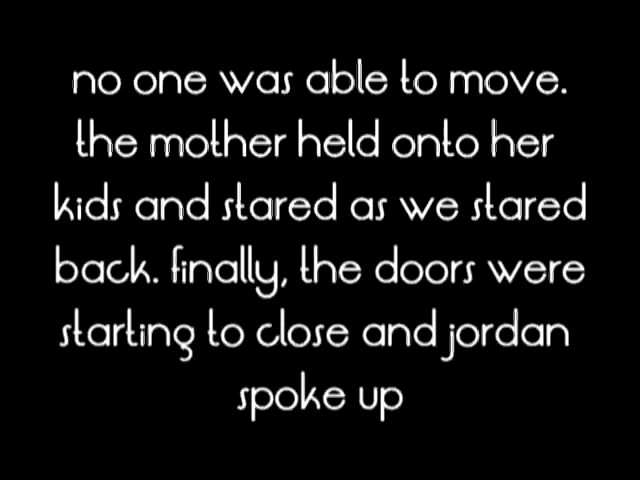 no one was able to move.
the mother held onto her
kids and stared as we stared
back. finally, the doors were
starting to close and jordan
spoke up